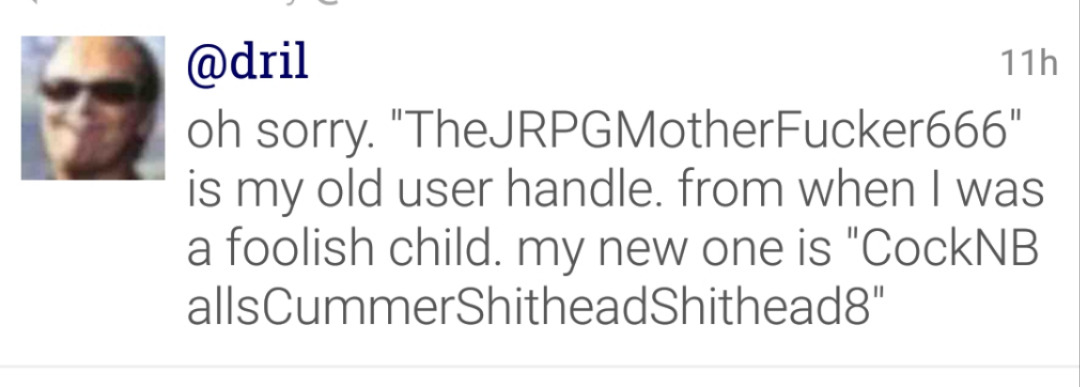 @dril 11h
oh sorry. "TheJRPGMotherFucker666"
is my old user handle. from when I was
a foolish child. my new one is "CockNB
allsCummerShitheadShithead8"